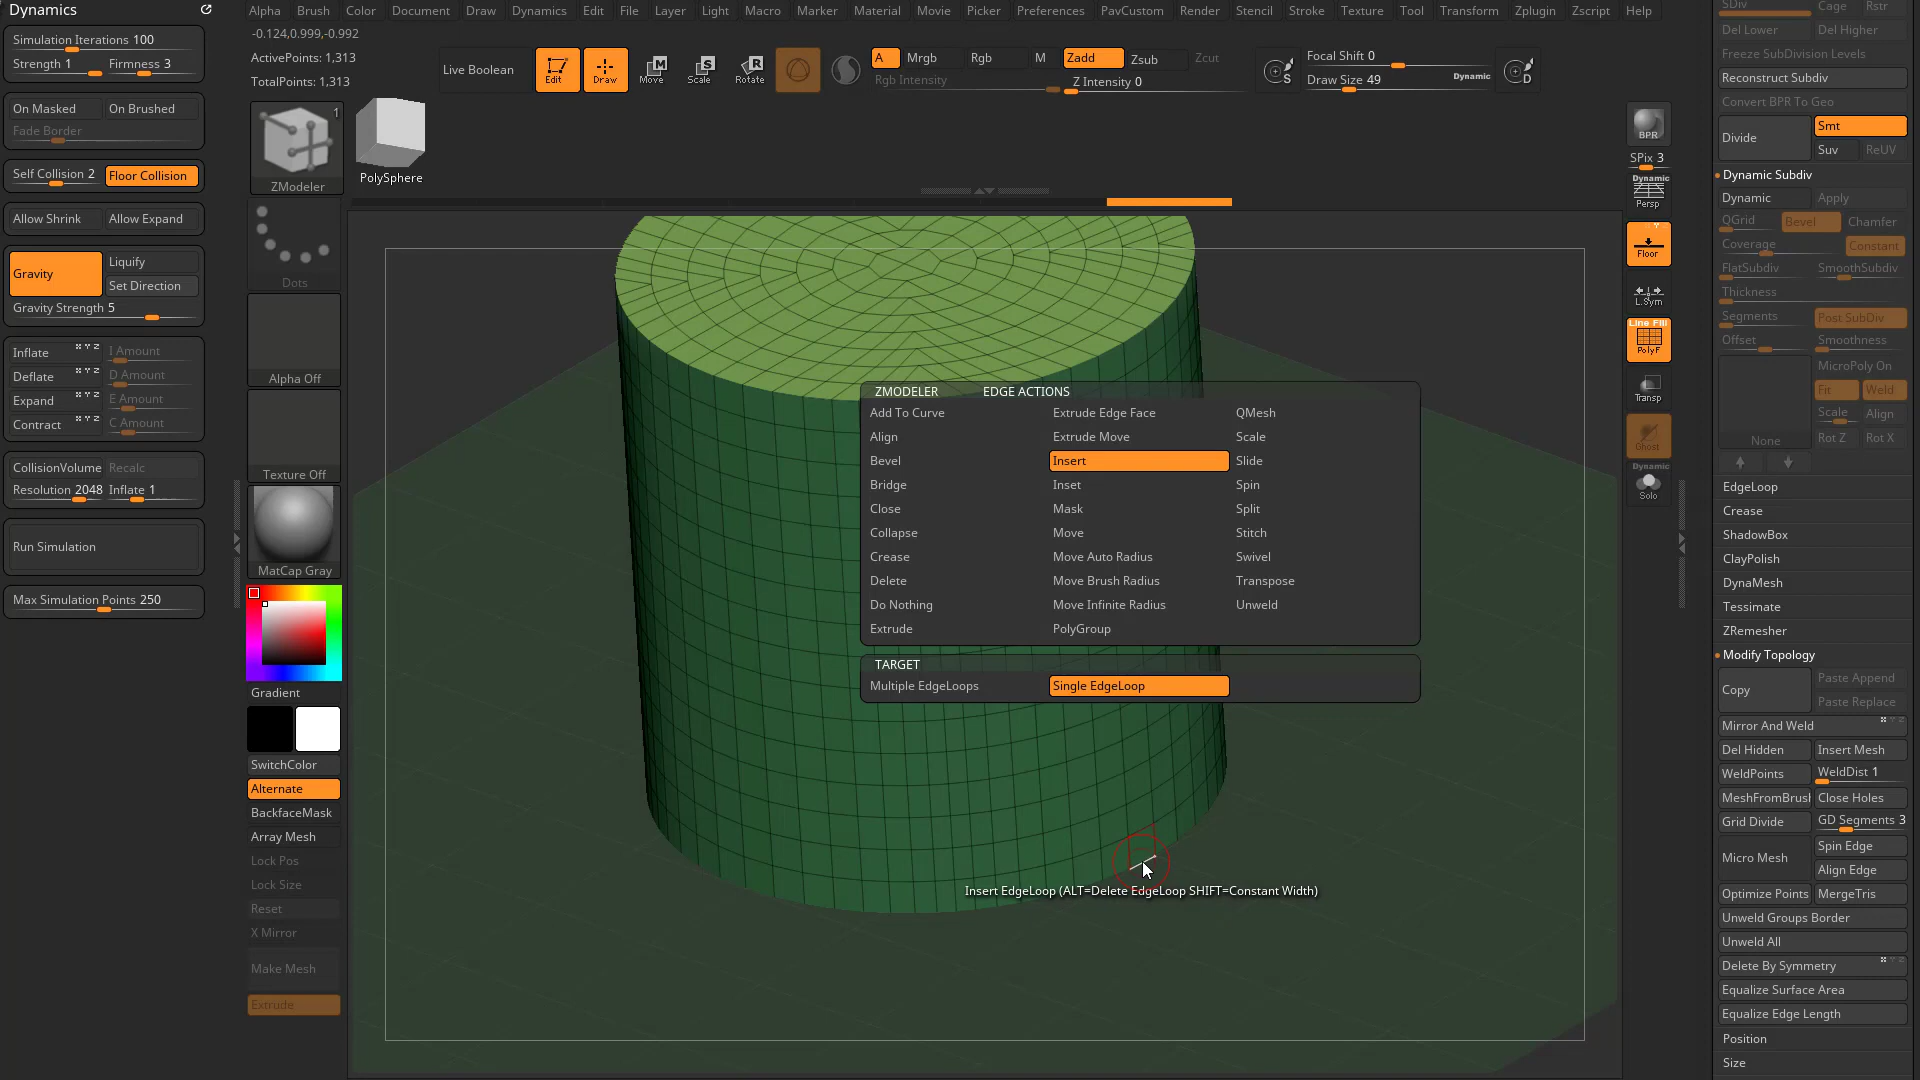 Dynamics
Alpha Brush Color Document Draw Dynamics Edit File Layer Light Macro Marker Material Movie Picker Preferences PavCustom Render Stencil Stroke Texture Tool Transform Zplugin Zscript Help
-0.124,0.999,-0.992
ActivePoints: 1,313
TotalPoints: 1,313
Simulation Iterations 100
Strength 1 Firmness 3
On Masked On Brushed
Fade Border
Self Collision 2 Floor Collision
Allow Shrink Allow Expand
Gravity Liquify
Set Direction
Gravity Strength 5
Inflate x Y Z I Amount
Deflate x Y Z D Amount
Expand x Y Z E Amount
Contract x Y Z C Amount
CollisionVolume Recalc
Resolution 2048 Inflate 1
Run Simulation
Max Simulation Points 250
ZModeler 1
Dots
Alpha Off
Texture Off
MatCap Gray
Gradient
SwitchColor
Alternate
BackfaceMask
Array Mesh
Lock Pos
Lock Size
Reset
X Mirror
Make Mesh
Extrude
PolySphere
Live Boolean Edit Draw Move Scale Rotate
A Mrgb Rgb M Zadd Zsub Zcut
Rgb Intensity Z Intensity 0
Focal Shift 0
Draw Size 49 Dynamic
ZMODELER EDGE ACTIONS
Add To Curve Extrude Edge Face QMesh
Align Extrude Move Scale
Bevel Insert Slide
Bridge Inset Spin
Close Mask Split
Collapse Move Stitch
Crease Move Auto Radius Swivel
Delete Move Brush Radius Transpose
Do Nothing Move Infinite Radius Unweld
Extrude PolyGroup
TARGET
Multiple EdgeLoops Single EdgeLoop
Insert EdgeLoop (ALT=Delete EdgeLoop SHIFT=Constant Width)
BPR
SPix 3
Dynamic
Persp
Floor
L.Sym
Line Fill
PolyF
Transp
Ghost
Dynamic
Solo
SDiv Cage Rstr
Del Lower Del Higher
Freeze SubDivision Levels
Reconstruct Subdiv
Convert BPR To Geo
Divide Smt
Suv ReUV
Dynamic Subdiv
Dynamic Apply
QGrid Bevel Chamfer
Coverage Constant
FlatSubdiv SmoothSubdiv
Thickness
Segments Post SubDiv
Offset Smoothness
MicroPoly On
Fit Weld
Scale Align
None Rot Z Rot X
EdgeLoop
Crease
ShadowBox
ClayPolish
DynaMesh
Tessimate
ZRemesher
Modify Topology
Copy Paste Append
Paste Replace
Mirror And Weld
Del Hidden Insert Mesh
WeldPoints WeldDist 1
MeshFromBrush Close Holes
Grid Divide GD Segments 3
Micro Mesh Spin Edge
Align Edge
Optimize Points MergeTris
Unweld Groups Border
Unweld All
Delete By Symmetry
Equalize Surface Area
Equalize Edge Length
Position
Size